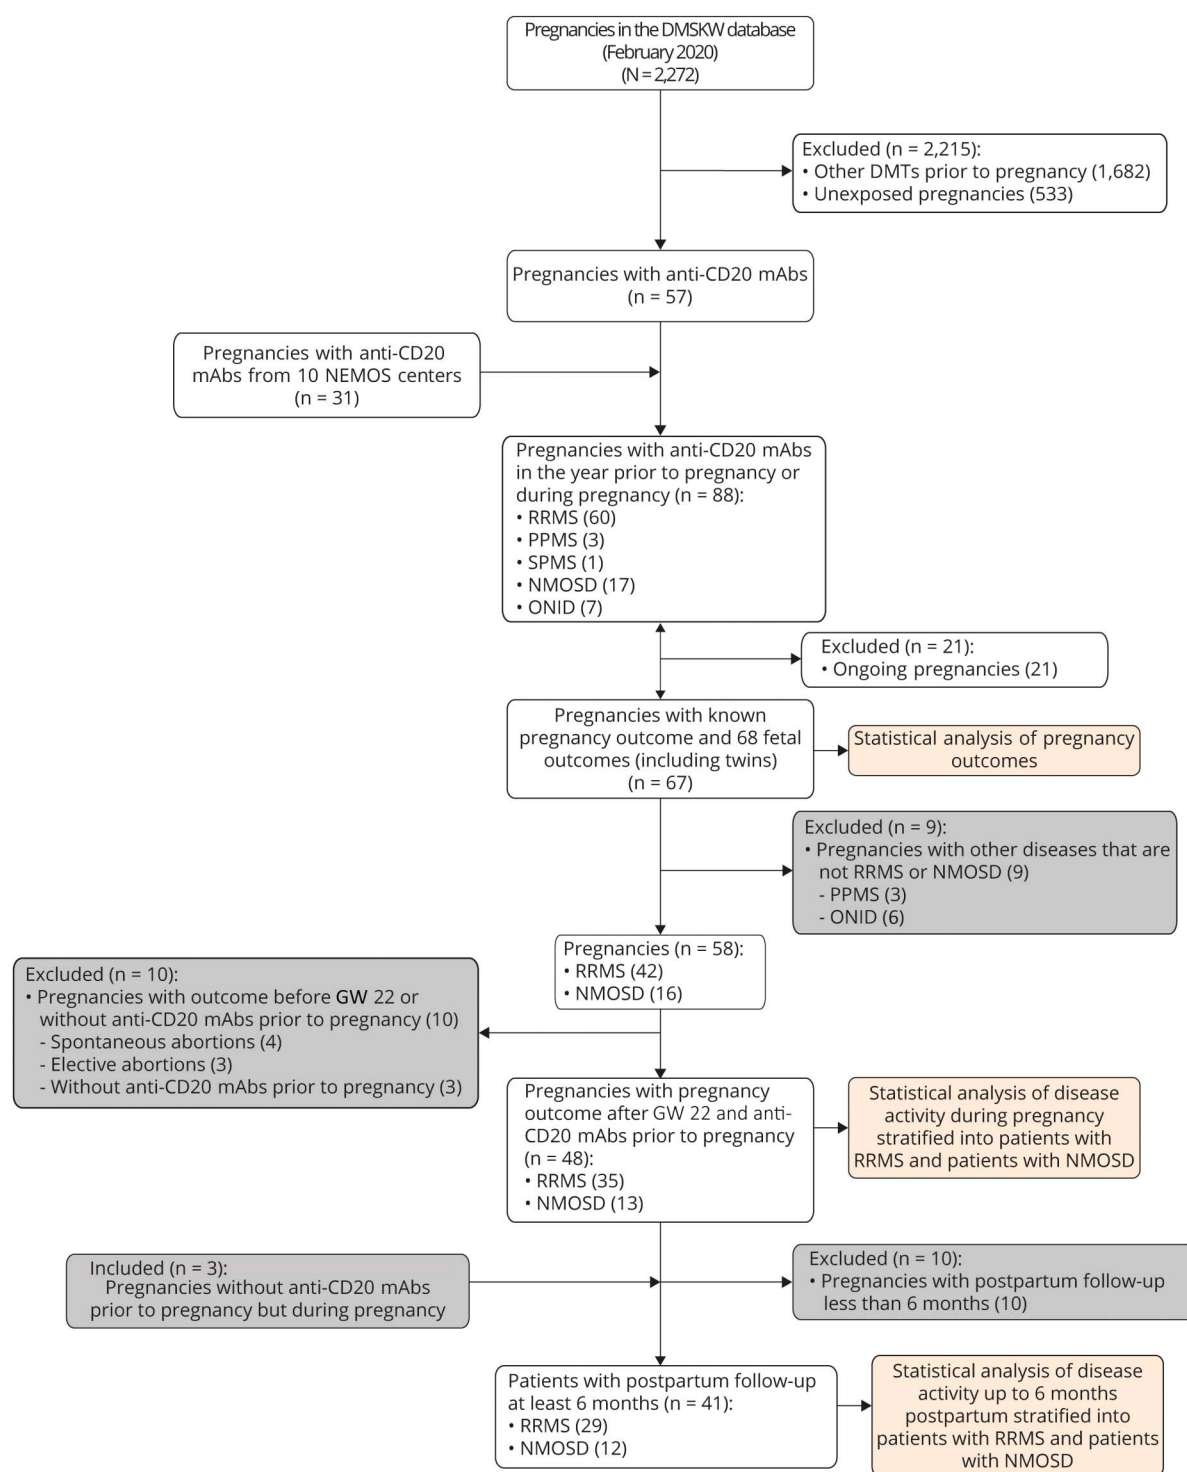 Pregnancies in the DMSKW database
(February 2020)
(N = 2,272)
Excluded (n = 2,215):
• Other DMTs prior to pregnancy (1,682)
• Unexposed pregnancies (533)
Pregnancies with anti-CD20 mAbs
(n = 57)
Pregnancies with anti-CD20
mAbs from 10 NEMOS centers
(n = 31)
Pregnancies with anti-CD20 mAbs
in the year prior to pregnancy or
during pregnancy (n = 88):
• RRMS (60)
• PPMS (3)
• SPMS (1)
• NMOSD (17)
• ONID (7)
Excluded (n = 21):
• Ongoing pregnancies (21)
Pregnancies with known
pregnancy outcome and 68 fetal
outcomes (including twins)
(n = 67)
Statistical analysis of pregnancy
outcomes
Excluded (n = 9):
• Pregnancies with other diseases that are
not RRMS or NMOSD (9)
- PPMS (3)
- ONID (6)
Pregnancies (n = 58):
• RRMS (42)
• NMOSD (16)
Excluded (n = 10):
• Pregnancies with outcome before GW 22 or
without anti-CD20 mAbs prior to pregnancy (10)
- Spontaneous abortions (4)
- Elective abortions (3)
- Without anti-CD20 mAbs prior to pregnancy (3)
Pregnancies with pregnancy
outcome after GW 22 and anti-
CD20 mAbs prior to pregnancy
(n = 48):
• RRMS (35)
• NMOSD (13)
Statistical analysis of disease
activity during pregnancy
stratified into patients with
RRMS and patients with NMOSD
Included (n = 3):
Pregnancies without anti-CD20 mAbs
prior to pregnancy but during pregnancy
Excluded (n = 10):
• Pregnancies with postpartum follow-up
less than 6 months (10)
Patients with postpartum follow-up
at least 6 months (n = 41):
• RRMS (29)
• NMOSD (12)
Statistical analysis of disease
activity up to 6 months
postpartum stratified into
patients with RRMS and patients
with NMOSD